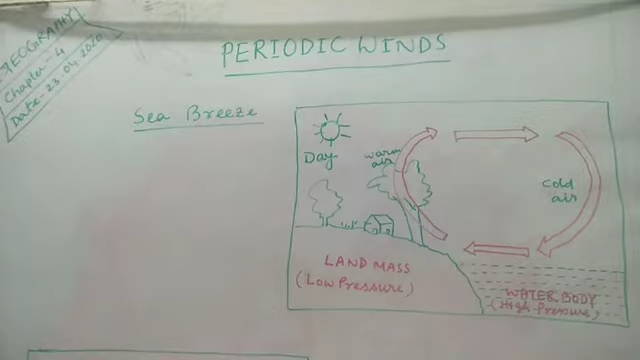 GEOGRAPHY
Chapter-4
Date-23.04.2020
PERIODIC WINDS
Sea Breeze
Day
warm
air
Cold
air
LAND MASS
(Low Pressure)
WATER BODY
(High Pressure)